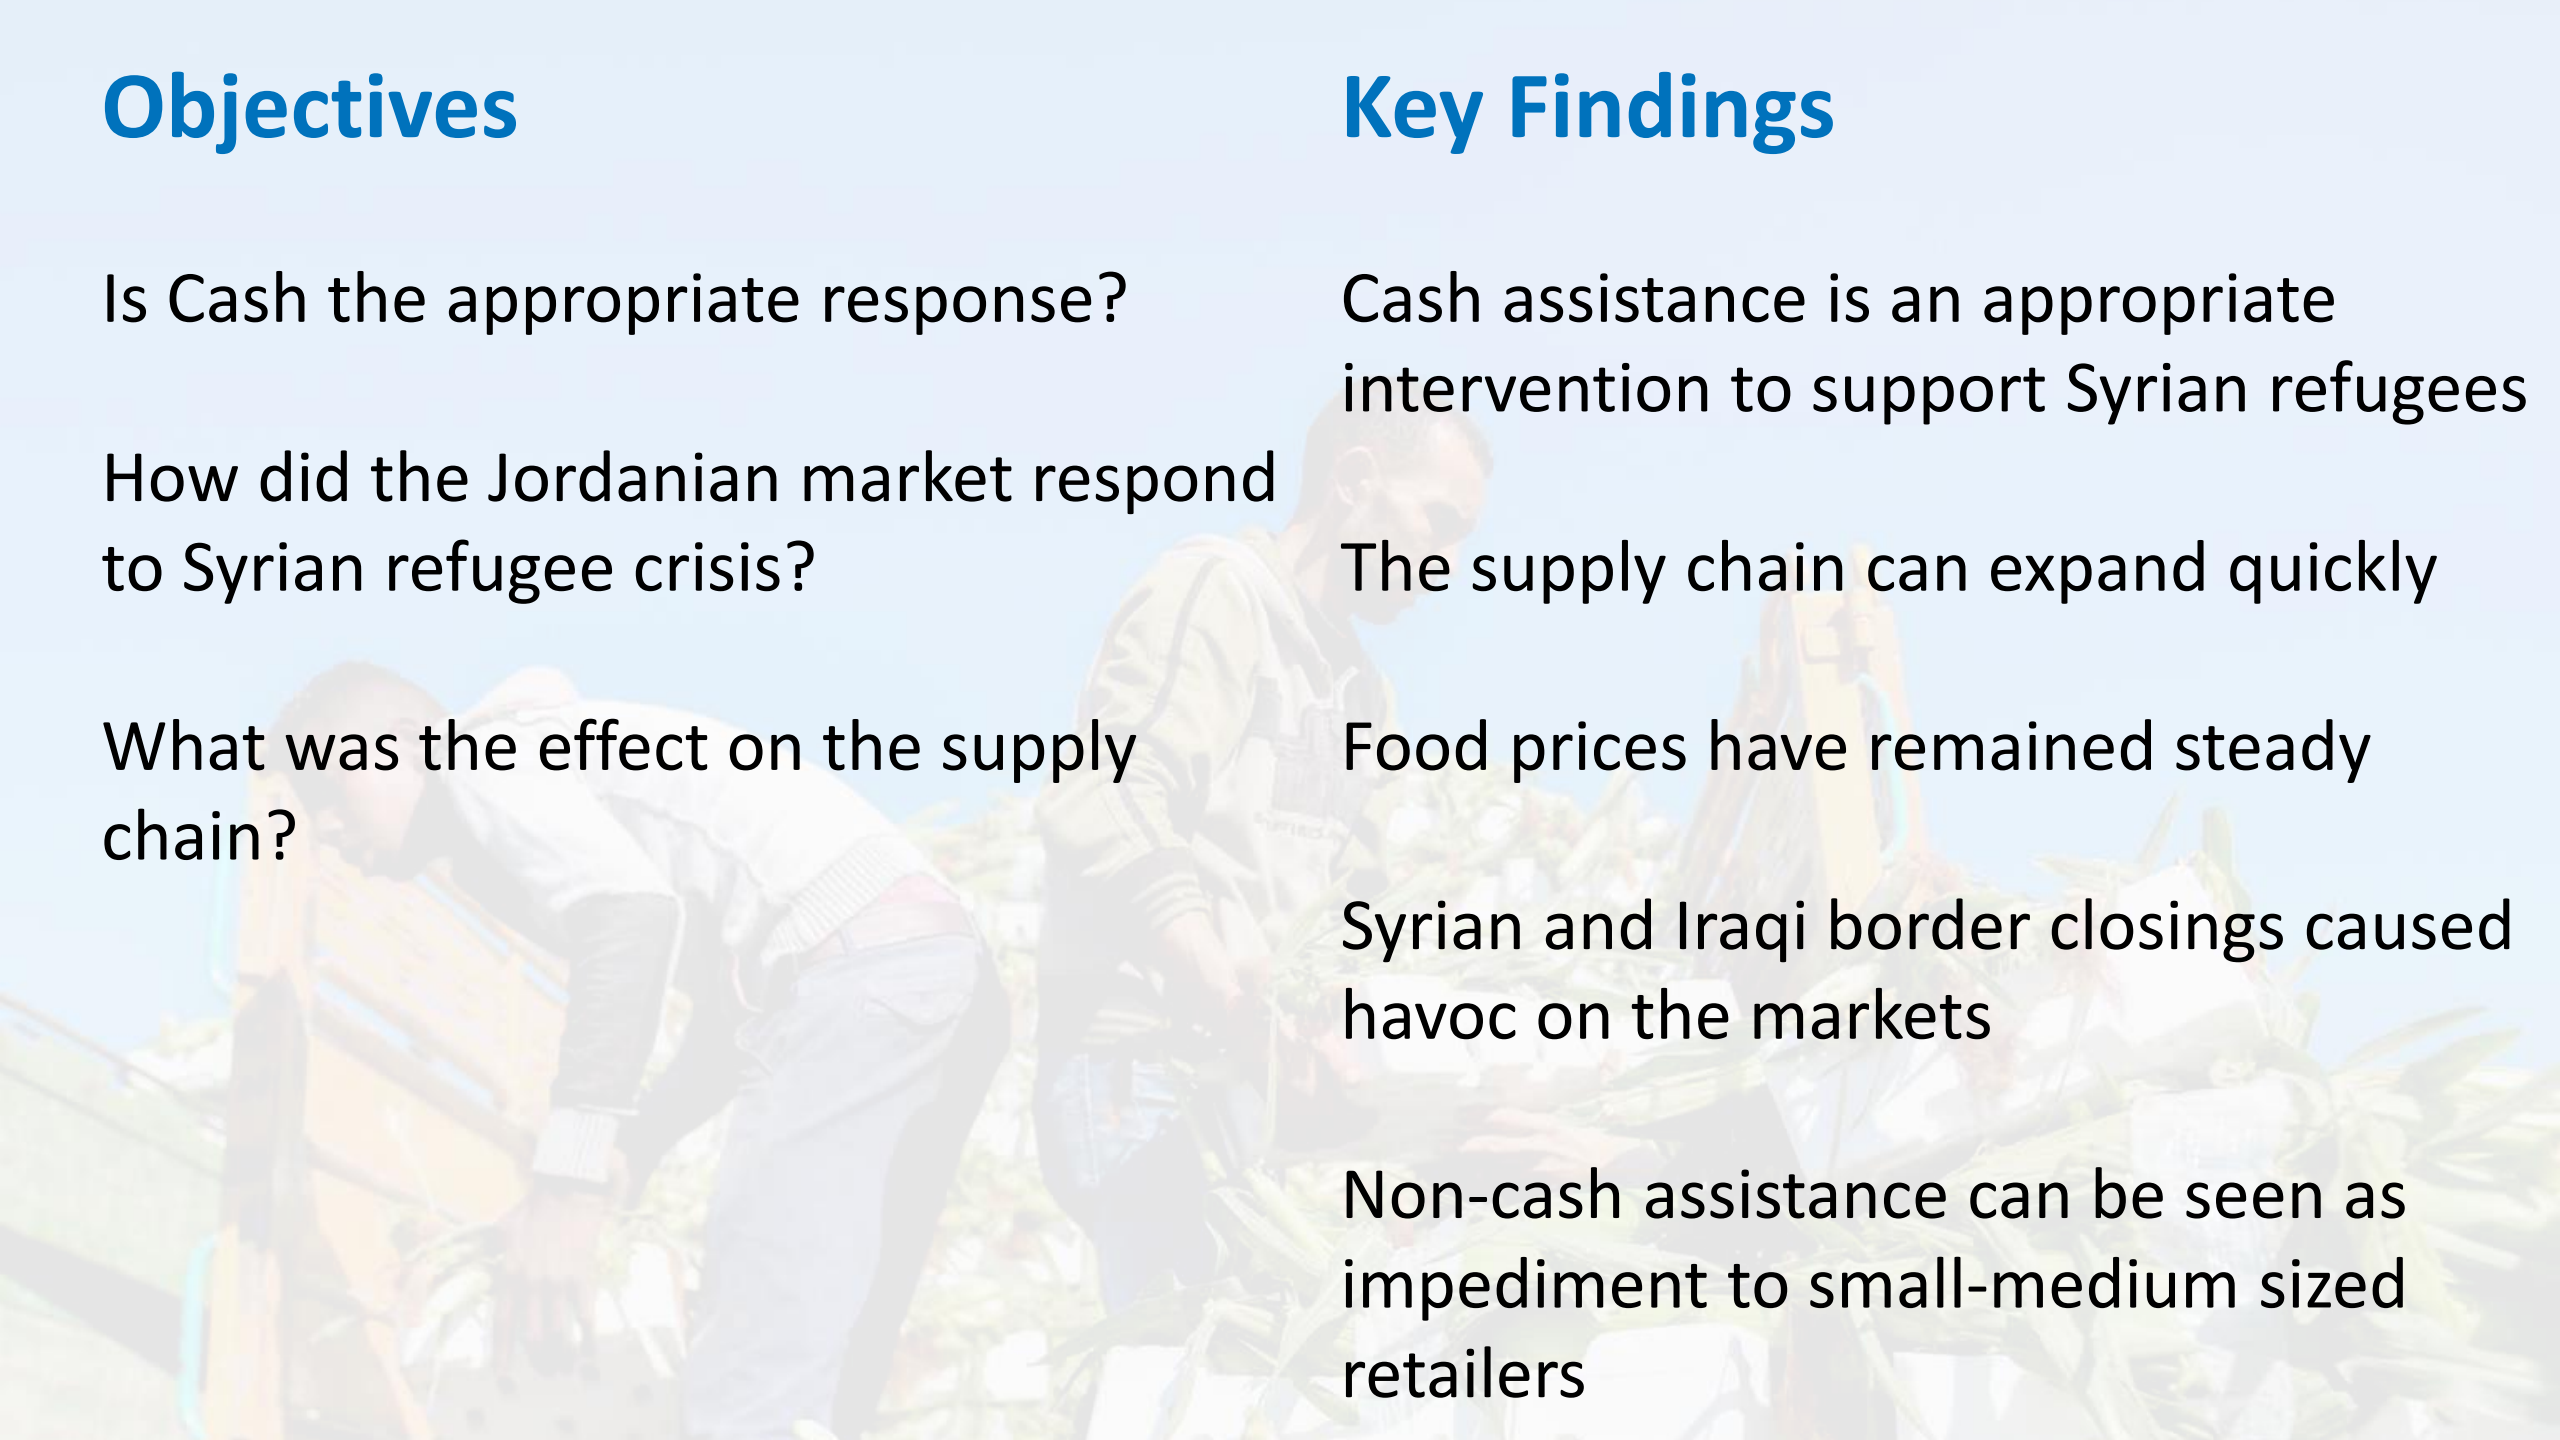 Objectives
Is Cash the appropriate response?
How did the Jordanian market respond
to Syrian refugee crisis?
What was the effect on the supply
chain?
Key Findings
Cash assistance is an appropriate
intervention to support Syrian refugees
The supply chain can expand quickly
Food prices have remained steady
Syrian and Iraqi border closings caused
havoc on the markets
Non-cash assistance can be seen as
impediment to small-medium sized
retailers